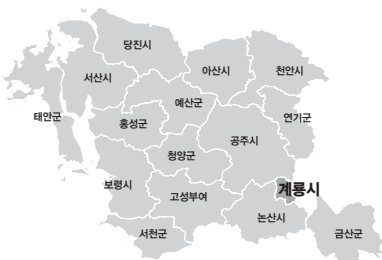 당진시
서산시
아산시
천안시
예산군
태안군
홍성군
연기군
공주시
청양군
보령시
고성부여
계룡시
논산시
서천군
금산군